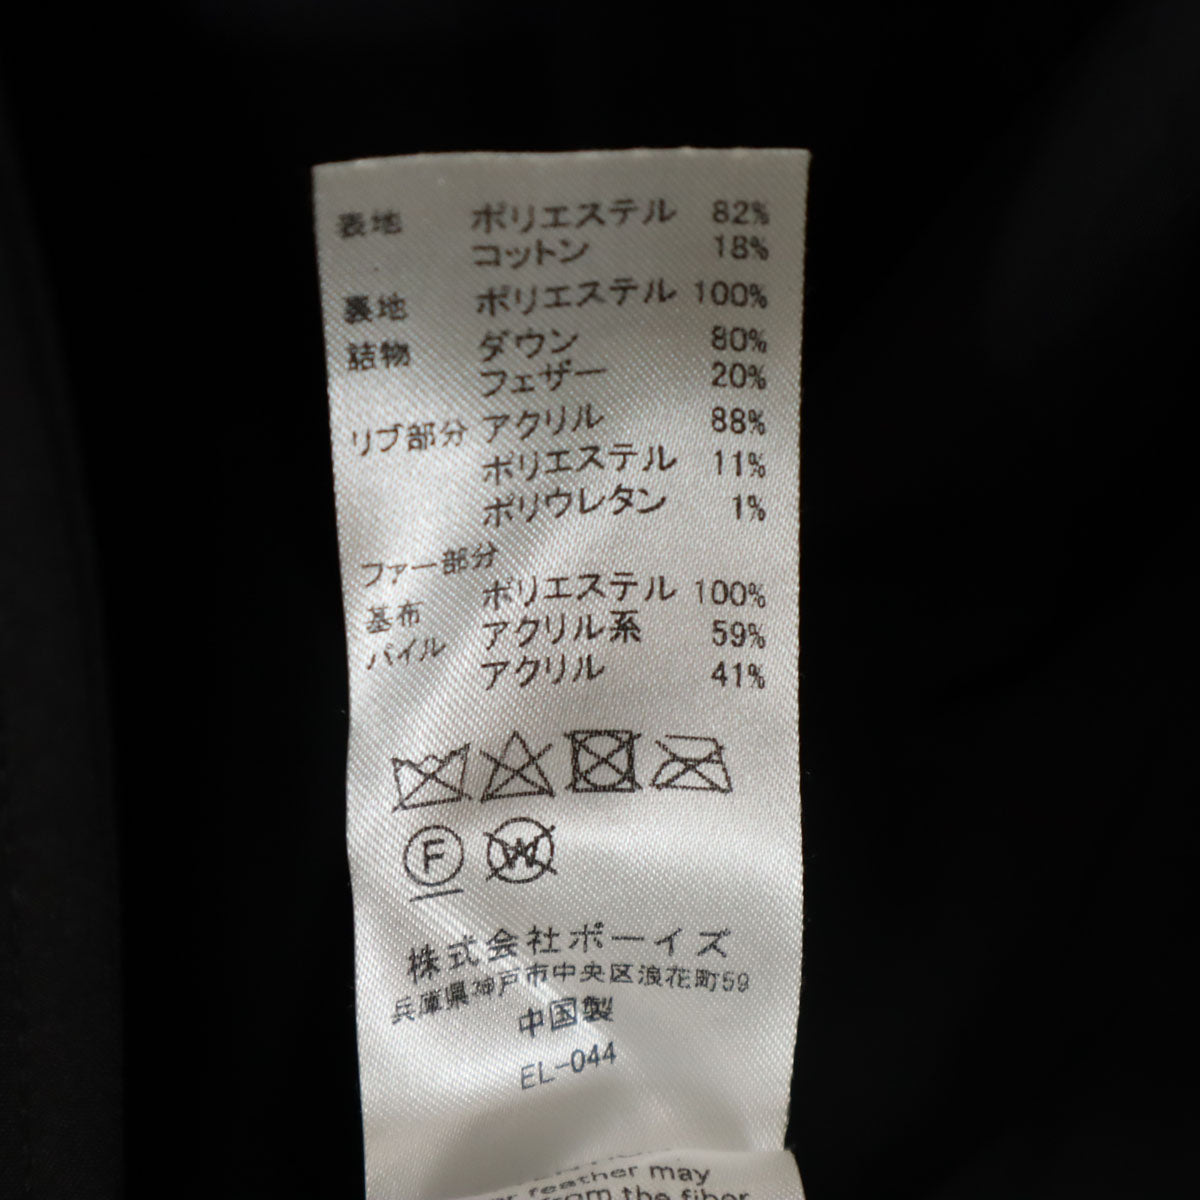 表地 ポリエステル 82%
コットン 18%
裏地 ポリエステル 100%
詰物 ダウン 80%
フェザー 20%
リブ部分 アクリル 88%
ポリエステル 11%
ポリウレタン 1%
ファー部分
基布 ポリエステル 100%
パイル アクリル系 59%
アクリル 41%
F W
株式会社ボーイズ
兵庫県神戸市中央区浪花町59
中国製
EL-044
feather may
from the fiber